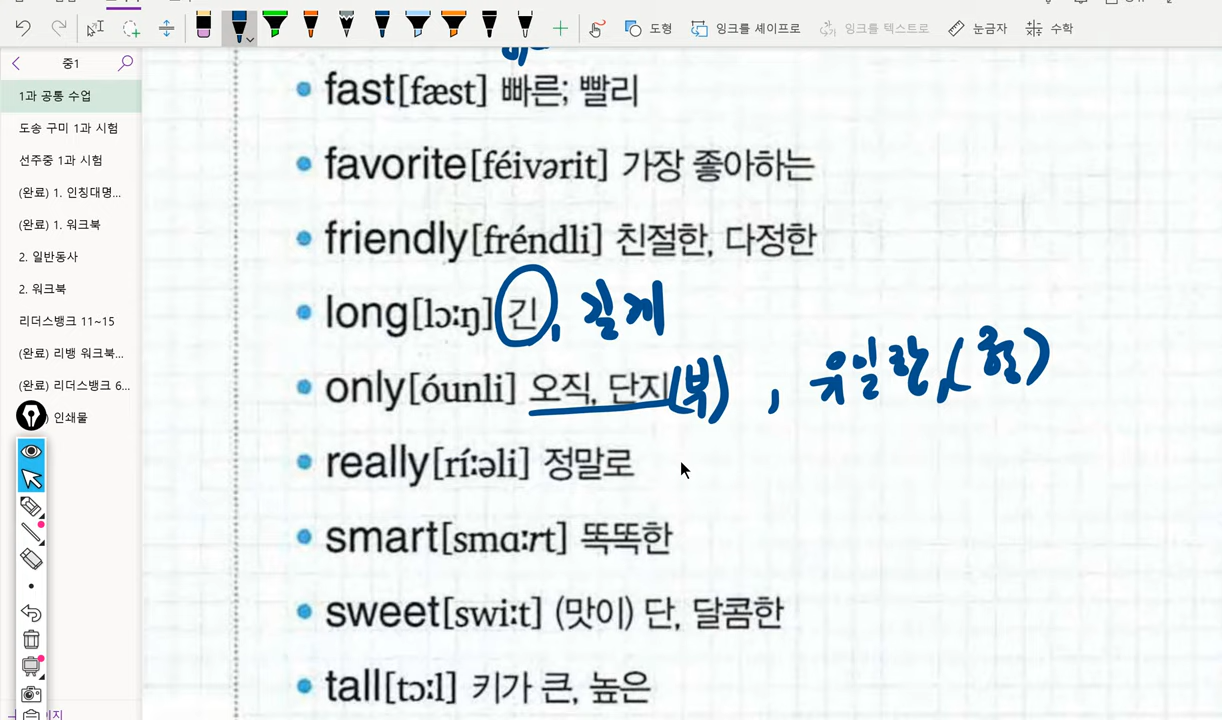 도형
잉크를 셰이프로
잉크를 텍스트로
눈금자
수학
중1
1과 공통 수업
도송 구미 1과 시험
선주중 1과 시험
(완료) 1. 인칭대명...
(완료) 1. 워크북
2. 일반동사
2. 워크북
리더스뱅크 11~15
(완료) 리뱅 워크북...
(완료) 리더스뱅크 6...
인쇄물
fast[fæst] 빠른; 빨리
favorite[féivərit] 가장 좋아하는
friendly[fréndli] 친절한, 다정한
long[lɔːŋ] 긴, 길게
only[óunli] 오직, 단지(부), 유일한,(형)
really[ríːəli] 정말로
smart[smɑːrt] 똑똑한
sweet[swiːt] (맛이) 단, 달콤한
tall[tɔːl] 키가 큰, 높은